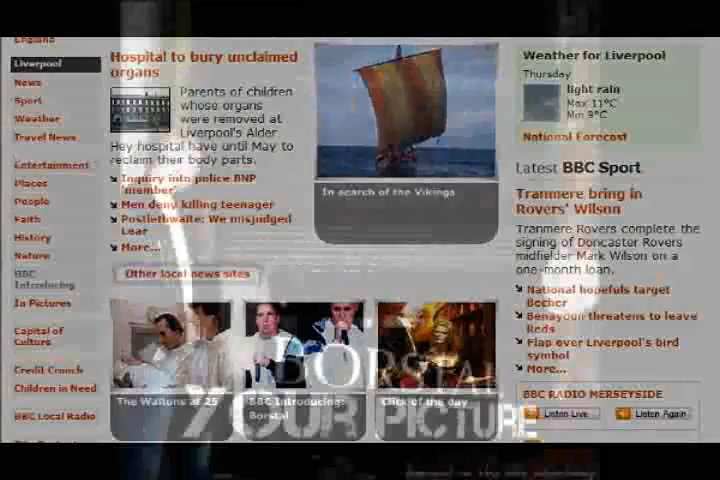 England
Liverpool
News
Sport
Weather
Travel News
Entertainment
Places
People
Faith
History
Nature
BBC
Introducing
In Pictures
Capital of
Culture
Credit Crunch
Children in Need
BBC Local Radio
Hospital to bury unclaimed
organs
Parents of children
whose organs
were removed at
Liverpool's Alder
Hey hospital have until May to
reclaim their body parts.
Inquiry into police BNP
'member'
Men deny killing teenager
Postlethwaite: We misjudged
Lear
More...
Other local news sites
In search of the Vikings
The Waltons at 25
BBC Introducing:
Borstal
Click of the day
BORSTAL
YOUR PICTURE
Weather for Liverpool
Thursday
light rain
Max 11°C
Min 9°C
National Forecast
Latest BBC Sport
Tranmere bring in
Rovers' Wilson
Tranmere Rovers complete the
signing of Doncaster Rovers
midfielder Mark Wilson on a
one-month loan.
National hopefuls target
Becher
Benayoun threatens to leave
Reds
Flap over Liverpool's bird
symbol
More...
BBC RADIO MERSEYSIDE
Listen Live
Listen Again